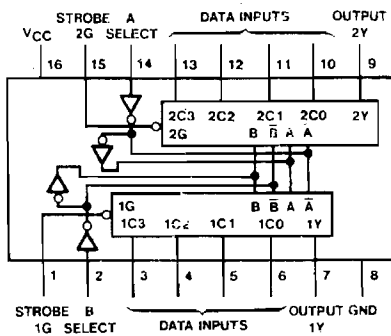 STROBE A DATA INPUTS OUTPUT
VCC 2G SELECT 2Y
16 15 14 13 12 11 10 9
2C3 2C2 2C1 2C0 2Y
2G B B̅ A A̅
1G B B̅ A A̅
1C3 1C2 1C1 1C0 1Y
1 2 3 4 5 6 7 8
STROBE B DATA INPUTS OUTPUT GND
1G SELECT 1Y